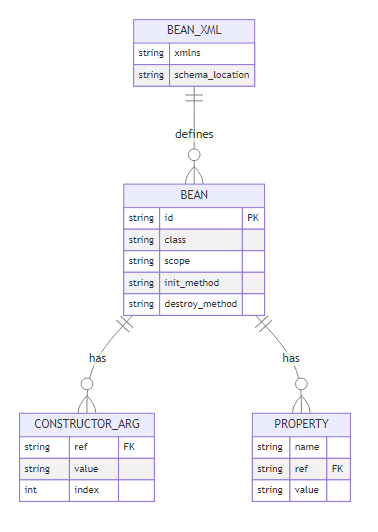 BEAN_XML
string xmlns
string schema_location
defines
BEAN
string id PK
string class
string scope
string init_method
string destroy_method
has has
CONSTRUCTOR_ARG
string ref FK
string value
int index
PROPERTY
string name
string ref FK
string value